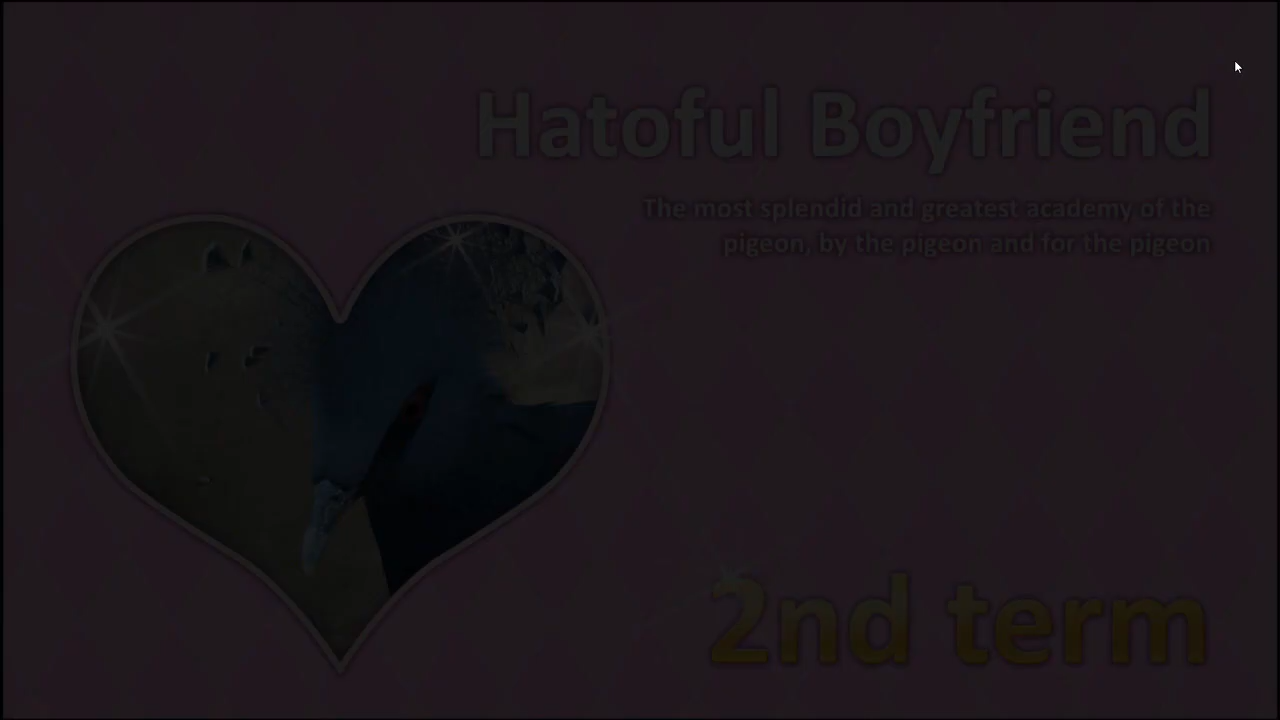 Hatoful Boyfriend
The most splendid and greatest academy of the
pigeon, by the pigeon and for the pigeon
2nd term